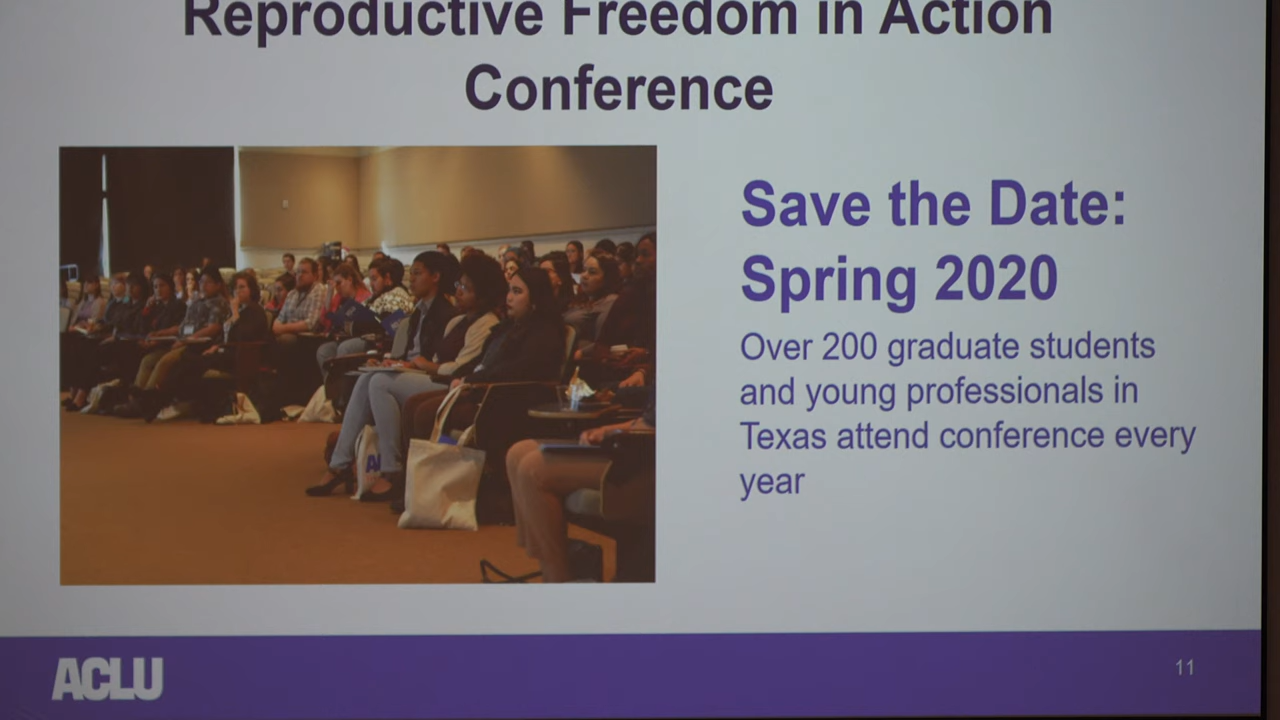 Reproductive Freedom in Action
Conference
Save the Date:
Spring 2020
Over 200 graduate students
and young professionals in
Texas attend conference every
year
ACLU
11